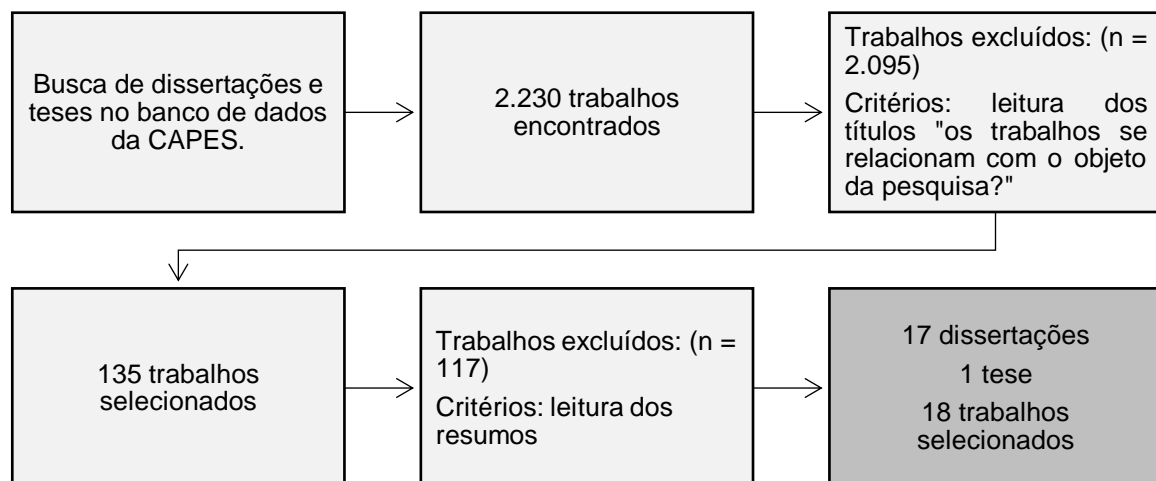 Busca de dissertações e
teses no banco de dados
da CAPES.
2.230 trabalhos
encontrados
Trabalhos excluídos: (n =
2.095)
Critérios: leitura dos
títulos "os trabalhos se
relacionam com o objeto
da pesquisa?"
135 trabalhos
selecionados
Trabalhos excluídos: (n =
117)
Critérios: leitura dos
resumos
17 dissertações
1 tese
18 trabalhos
selecionados